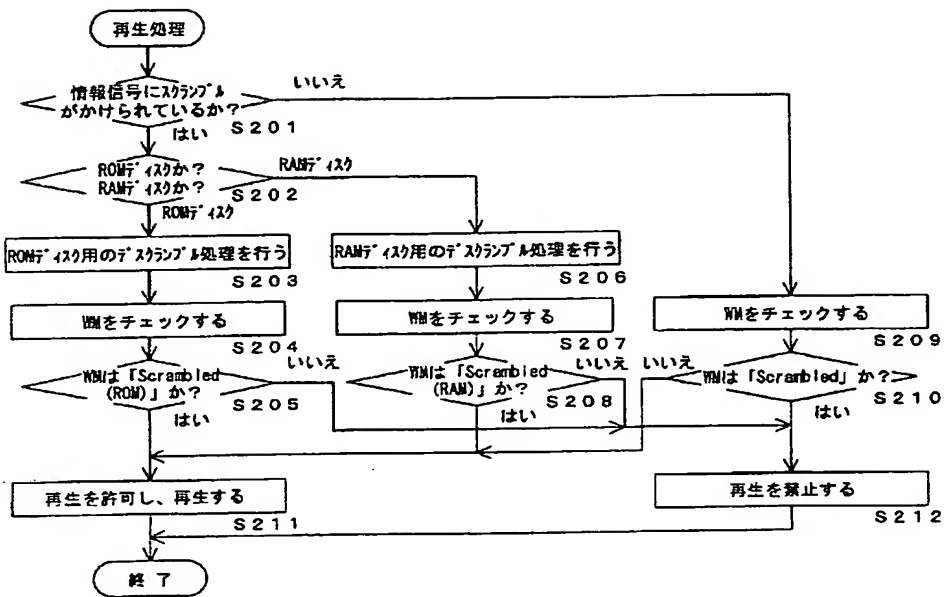 再生処理
情報信号にスクランブル
がかけられているか?
いいえ
はい
S201
ROMディスクか?
RAMディスクか?
RAMディスク
S202
ROMディスク
ROMディスク用のデスクランブル処理を行う
S203
RAMディスク用のデスクランブル処理を行う
S206
WMをチェックする
S204
WMをチェックする
S207
WMをチェックする
S209
WMは「Scrambled
(ROM)」か?
いいえ
S205
はい
WMは「Scrambled
(RAM)」か?
いいえ
S208
はい
いいえ
WMは「Scrambled」か?
S210
はい
再生を許可し、再生する
S211
再生を禁止する
S212
終了